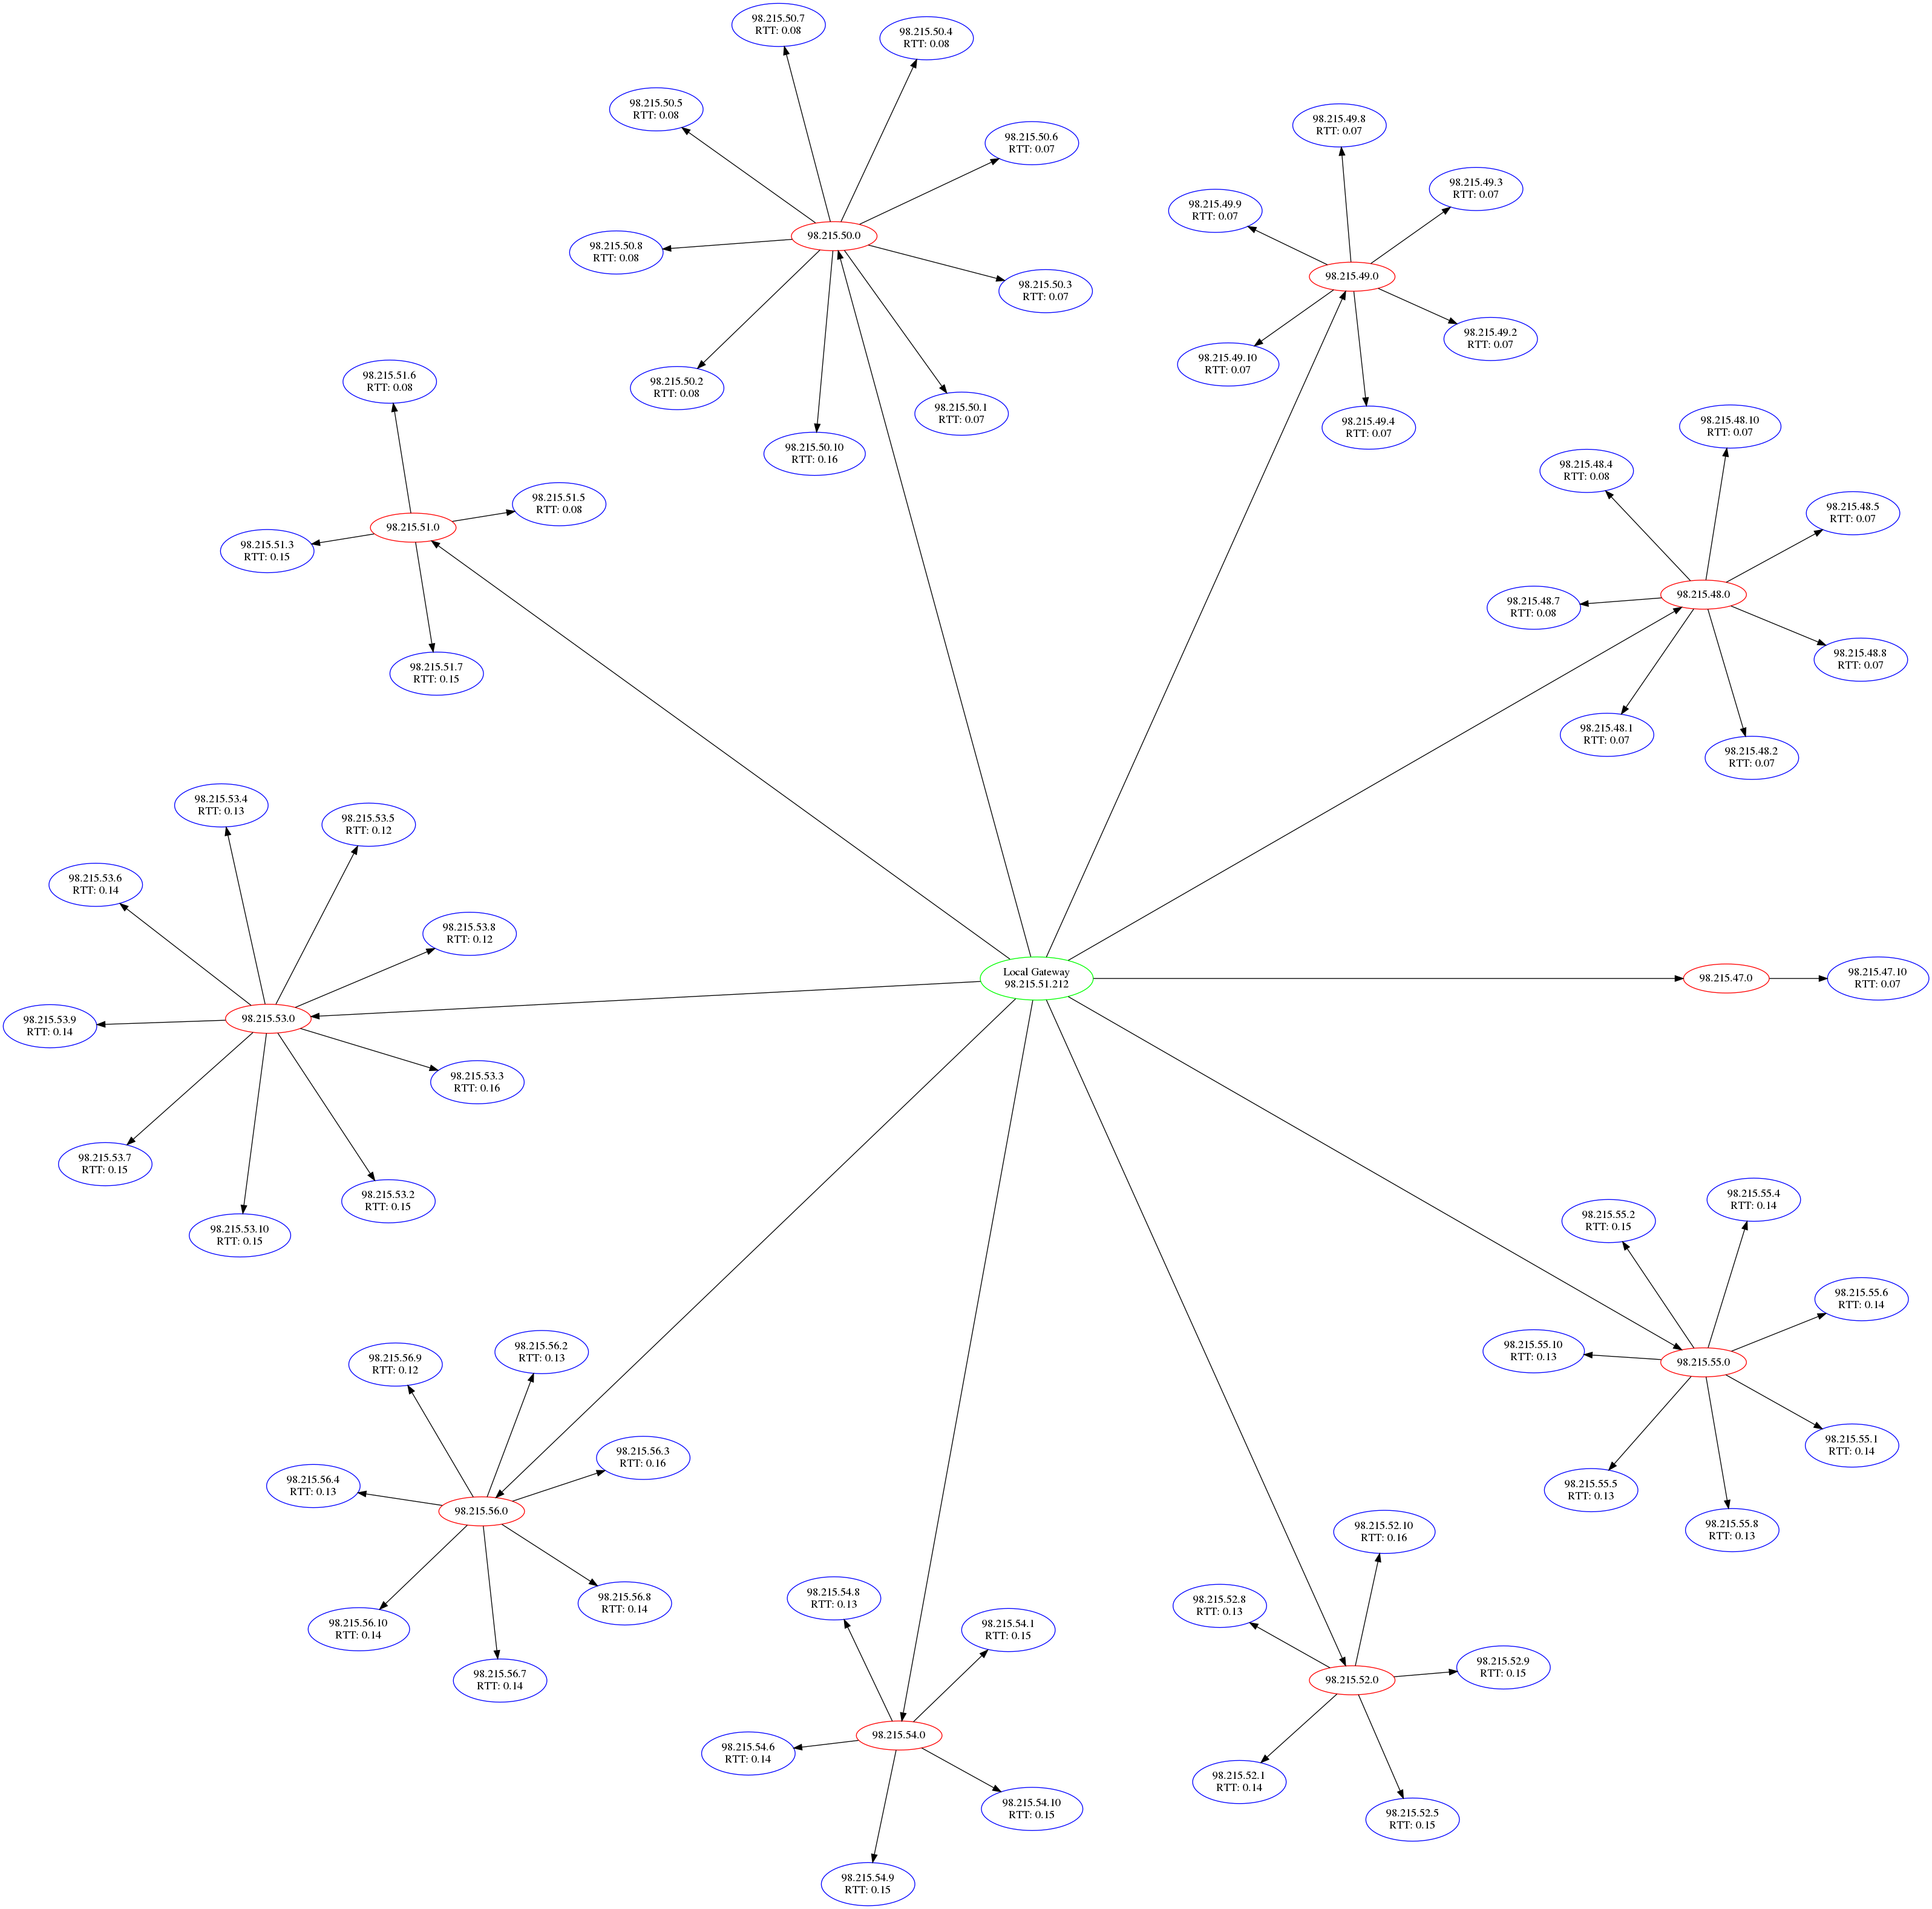 98.215.50.7
RTT: 0.08
98.215.50.4
RTT: 0.08
98.215.50.5
RTT: 0.08
98.215.50.6
RTT: 0.07
98.215.50.0
98.215.50.8
RTT: 0.08
98.215.50.3
RTT: 0.07
98.215.50.2
RTT: 0.08
98.215.50.1
RTT: 0.07
98.215.50.10
RTT: 0.16
98.215.49.8
RTT: 0.07
98.215.49.3
RTT: 0.07
98.215.49.9
RTT: 0.07
98.215.49.0
98.215.49.2
RTT: 0.07
98.215.49.10
RTT: 0.07
98.215.49.4
RTT: 0.07
98.215.51.6
RTT: 0.08
98.215.51.5
RTT: 0.08
98.215.51.0
98.215.51.3
RTT: 0.15
98.215.51.7
RTT: 0.15
98.215.48.10
RTT: 0.07
98.215.48.4
RTT: 0.08
98.215.48.5
RTT: 0.07
98.215.48.0
98.215.48.7
RTT: 0.08
98.215.48.8
RTT: 0.07
98.215.48.1
RTT: 0.07
98.215.48.2
RTT: 0.07
98.215.53.4
RTT: 0.13
98.215.53.5
RTT: 0.12
98.215.53.6
RTT: 0.14
98.215.53.8
RTT: 0.12
98.215.53.0
98.215.53.9
RTT: 0.14
98.215.53.3
RTT: 0.16
98.215.53.7
RTT: 0.15
98.215.53.2
RTT: 0.15
98.215.53.10
RTT: 0.15
Local Gateway
98.215.51.212
98.215.47.0
98.215.47.10
RTT: 0.07
98.215.55.4
RTT: 0.14
98.215.55.2
RTT: 0.15
98.215.55.6
RTT: 0.14
98.215.55.10
RTT: 0.13
98.215.55.0
98.215.55.1
RTT: 0.14
98.215.55.5
RTT: 0.13
98.215.55.8
RTT: 0.13
98.215.56.2
RTT: 0.13
98.215.56.9
RTT: 0.12
98.215.56.3
RTT: 0.16
98.215.56.4
RTT: 0.13
98.215.56.0
98.215.56.8
RTT: 0.14
98.215.56.10
RTT: 0.14
98.215.56.7
RTT: 0.14
98.215.54.8
RTT: 0.13
98.215.54.1
RTT: 0.15
98.215.54.0
98.215.54.6
RTT: 0.14
98.215.54.10
RTT: 0.15
98.215.54.9
RTT: 0.15
98.215.52.10
RTT: 0.16
98.215.52.8
RTT: 0.13
98.215.52.9
RTT: 0.15
98.215.52.0
98.215.52.1
RTT: 0.14
98.215.52.5
RTT: 0.15